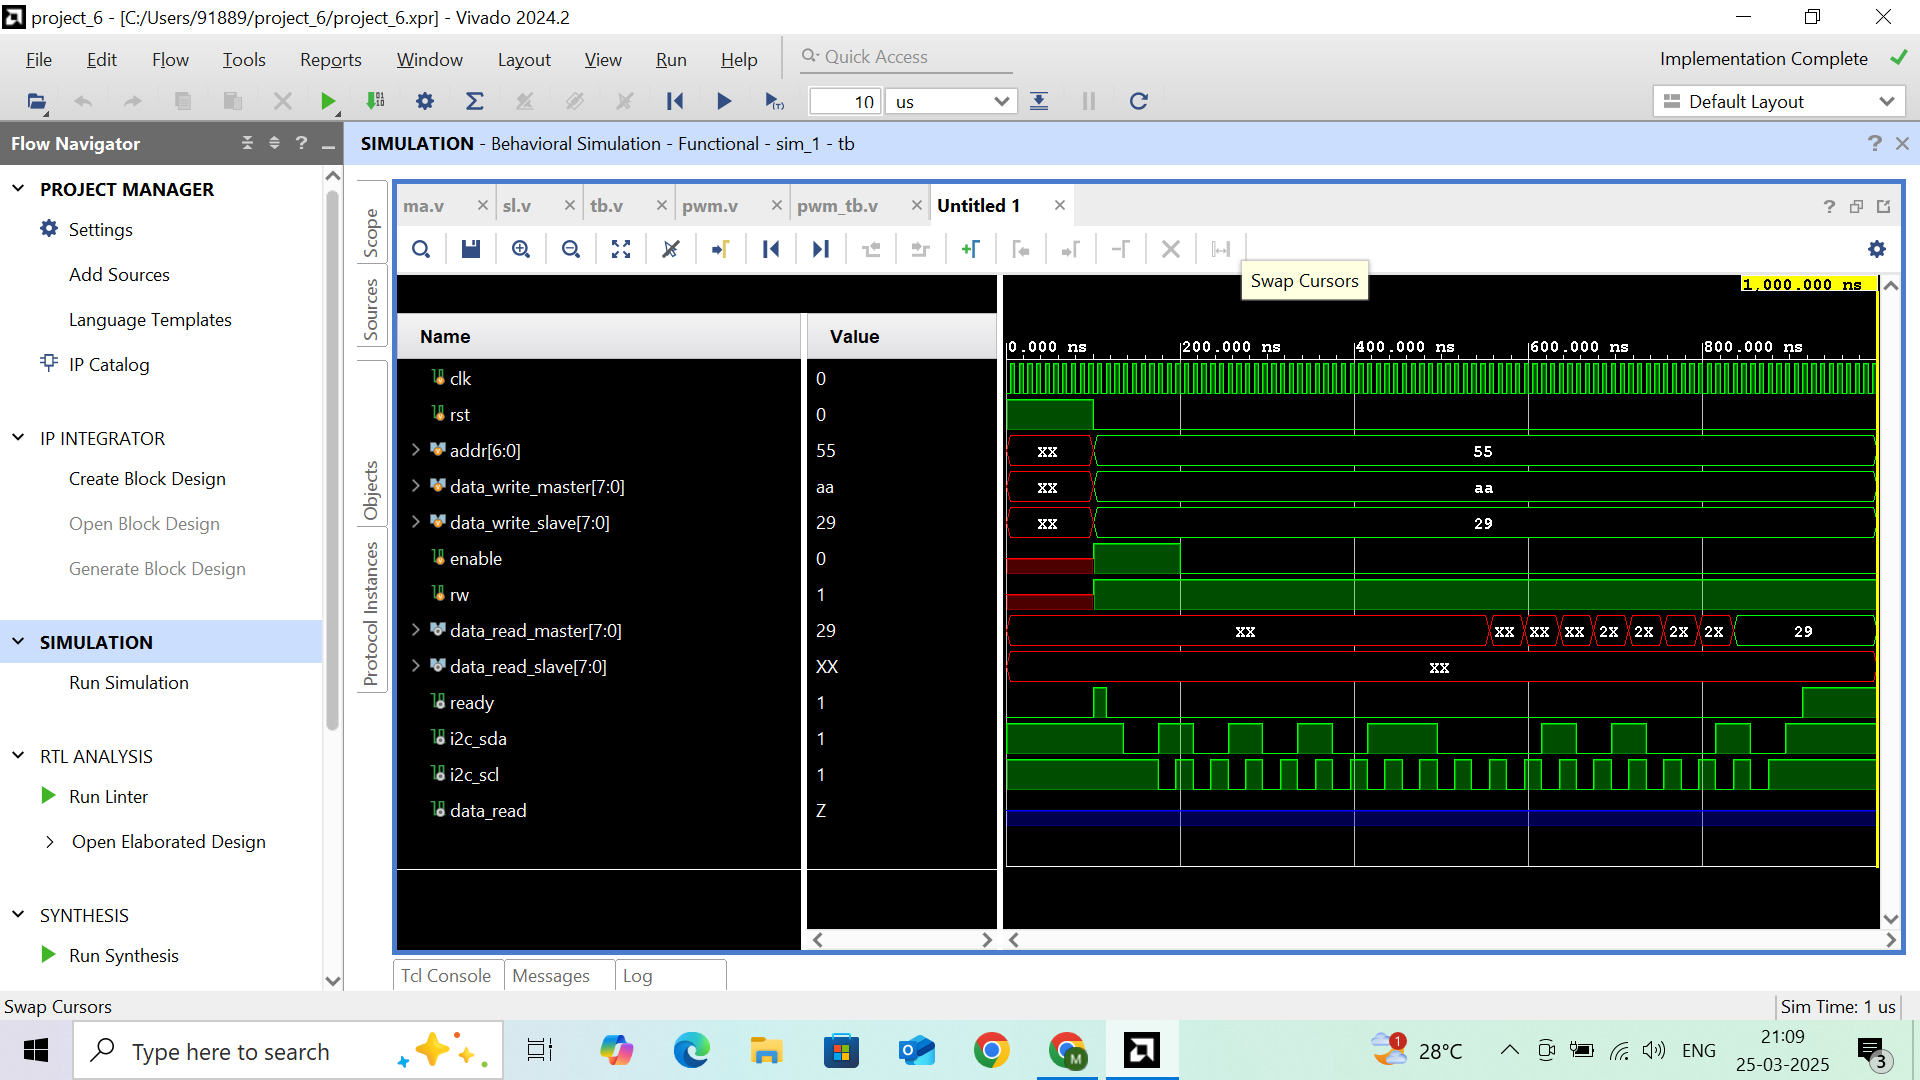 project_6 - [C:/Users/91889/project_6/project_6.xpr] - Vivado 2024.2
File Edit Flow Tools Reports Window Layout View Run Help Quick Access Implementation Complete
10 us Default Layout
Flow Navigator ? SIMULATION - Behavioral Simulation - Functional - sim_1 - tb ?
PROJECT MANAGER
Settings
Add Sources
Language Templates
IP Catalog
IP INTEGRATOR
Create Block Design
Open Block Design
Generate Block Design
SIMULATION
Run Simulation
RTL ANALYSIS
Run Linter
Open Elaborated Design
SYNTHESIS
Run Synthesis
Scope
Sources
Objects
Protocol Instances
ma.v sl.v tb.v pwm.v pwm_tb.v Untitled 1 ?
Swap Cursors
1,000.000 ns
Name Value
0.000 ns 200.000 ns 400.000 ns 600.000 ns 800.000 ns
clk 0
rst 0
addr[6:0] 55 XX 55
data_write_master[7:0] aa XX aa
data_write_slave[7:0] 29 XX 29
enable 0
rw 1
data_read_master[7:0] 29 XX XX XX XX 2X 2X 2X 2X 29
data_read_slave[7:0] XX XX
ready 1
i2c_sda 1
i2c_scl 1
data_read Z
Tcl Console Messages Log
Swap Cursors Sim Time: 1 us
Type here to search M 1 28°C ENG 21:09
25-03-2025 3